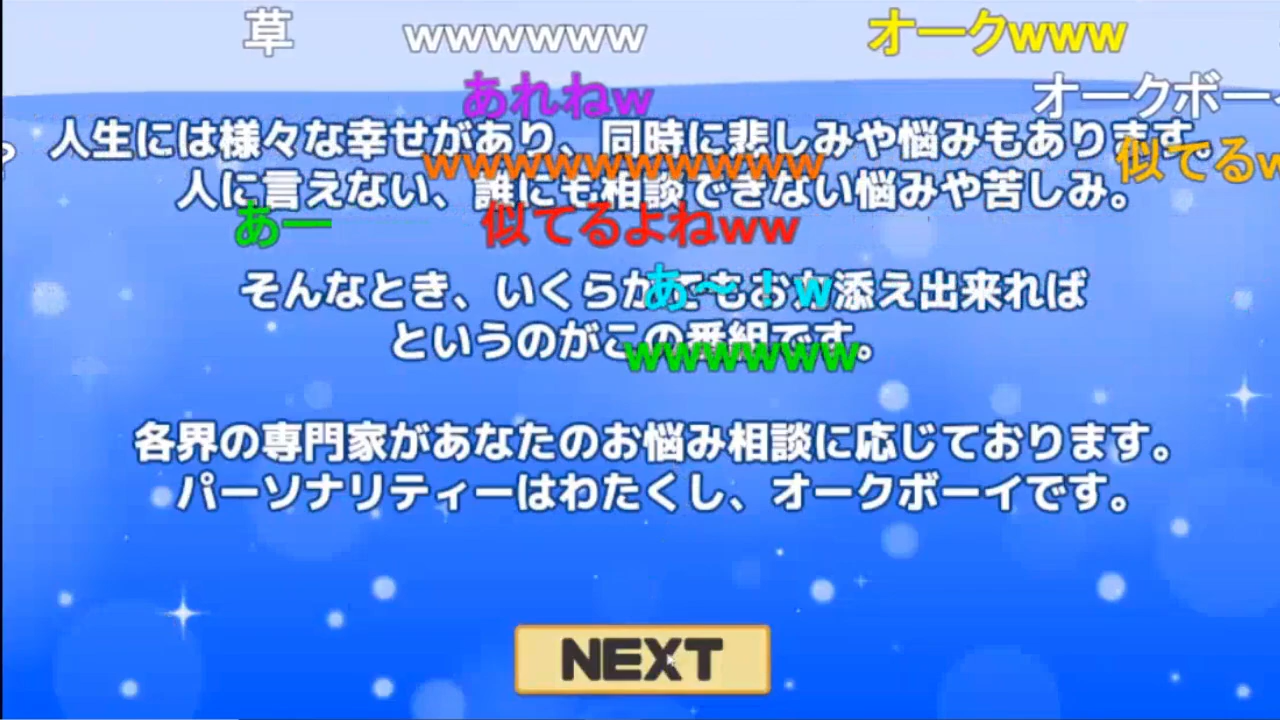 草 wwwwwww オークwww
あれねw オークボー
人生には様々な幸せがあり、同時に悲しみや悩みもあります。
wwwwwwwwwww 似てるw
人に言えない、誰にも相談できない悩みや苦しみ。
あー 似てるよねww
そんなとき、いくらかでもお力添え出来れば
あ～！w
というのがこの番組です。
wwwwwww
各界の専門家があなたのお悩み相談に応じております。
パーソナリティーはわたくし、オークボーイです。
NEXT